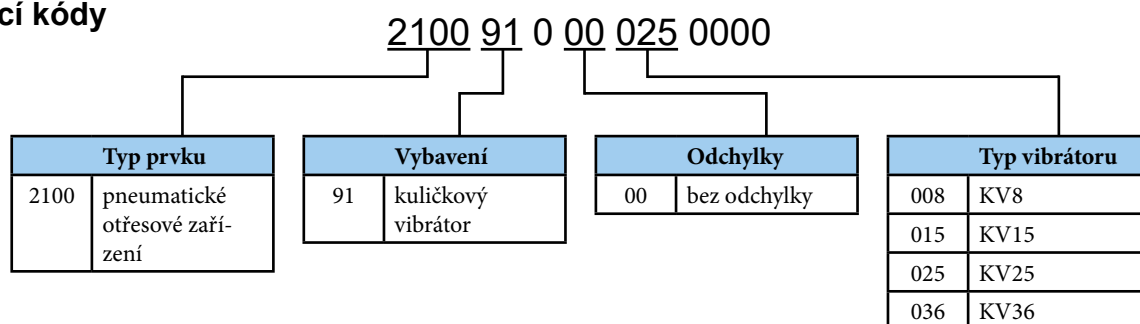 cí kódy
2100 91 0 00 025 0000
Typ prvku
2100 pneumatické
otřesové zaří-
zení
Vybavení
91 kuličkový
vibrátor
Odchylky
00 bez odchylky
Typ vibrátoru
008 KV8
015 KV15
025 KV25
036 KV36